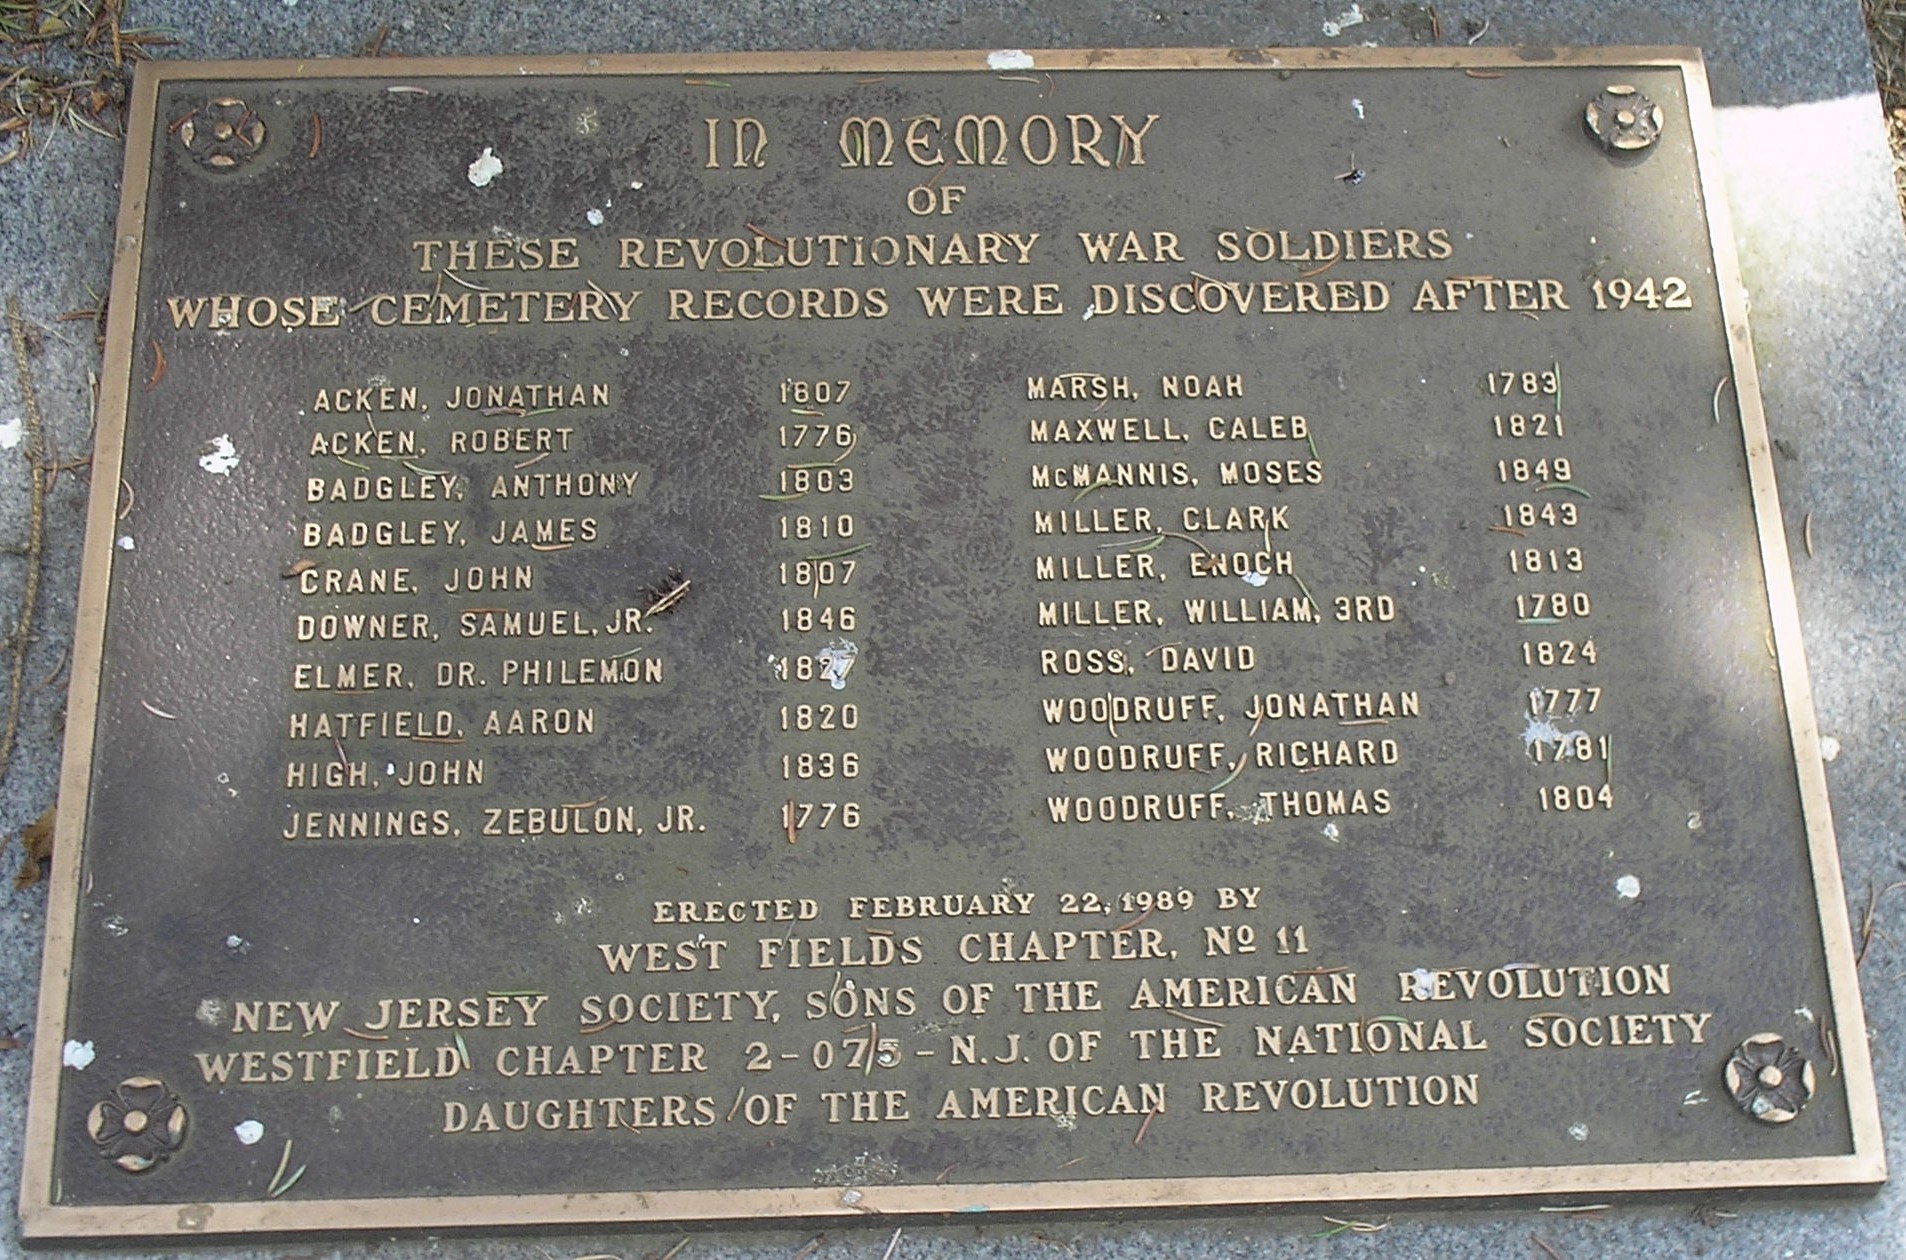 IN MEMORY
OF
THESE REVOLUTIONARY WAR SOLDIERS
WHOSE CEMETERY RECORDS WERE DISCOVERED AFTER 1942
ACKEN, JONATHAN 1807
ACKEN, ROBERT 1776
BADGLEY, ANTHONY 1803
BADGLEY, JAMES 1810
CRANE, JOHN 1807
DOWNER, SAMUEL, JR. 1846
ELMER, DR. PHILEMON 1827
HATFIELD, AARON 1820
HIGH, JOHN 1836
JENNINGS, ZEBULON, JR. 1776
MARSH, NOAH 1783
MAXWELL, CALEB 1821
McMANNIS, MOSES 1849
MILLER, CLARK 1843
MILLER, ENOCH 1813
MILLER, WILLIAM, 3RD 1780
ROSS, DAVID 1824
WOODRUFF, JONATHAN 1777
WOODRUFF, RICHARD 1781
WOODRUFF, THOMAS 1804
ERECTED FEBRUARY 22, 1989 BY
WEST FIELDS CHAPTER, Nº 11
NEW JERSEY SOCIETY, SONS OF THE AMERICAN REVOLUTION
WESTFIELD CHAPTER 2-075-N.J. OF THE NATIONAL SOCIETY
DAUGHTERS OF THE AMERICAN REVOLUTION